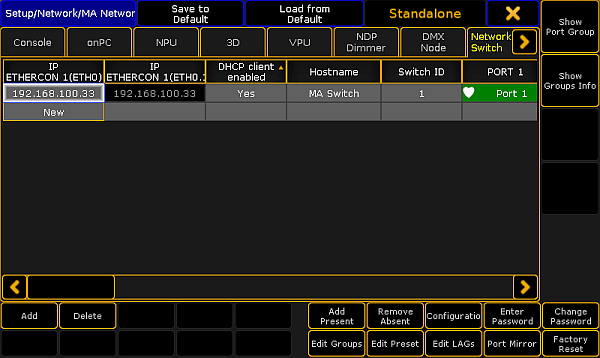 Setup/Network/MA Networ
Save to
Default
Load from
Default
Standalone
Show
Port Group
Console
onPC
NPU
3D
VPU
NDP
Dimmer
DMX
Node
Network
Switch
Show
Groups Info
IP
ETHERCON 1(ETH0)
IP
ETHERCON 1(ETH0.
DHCP client
enabled
Hostname
Switch ID
PORT 1
192.168.100.33
192.168.100.33
Yes
MA Switch
1
Port 1
New
Add
Delete
Add
Present
Remove
Absent
Configuratio
Enter
Password
Change
Password
Edit Groups
Edit Preset
Edit LAGs
Port Mirror
Factory
Reset